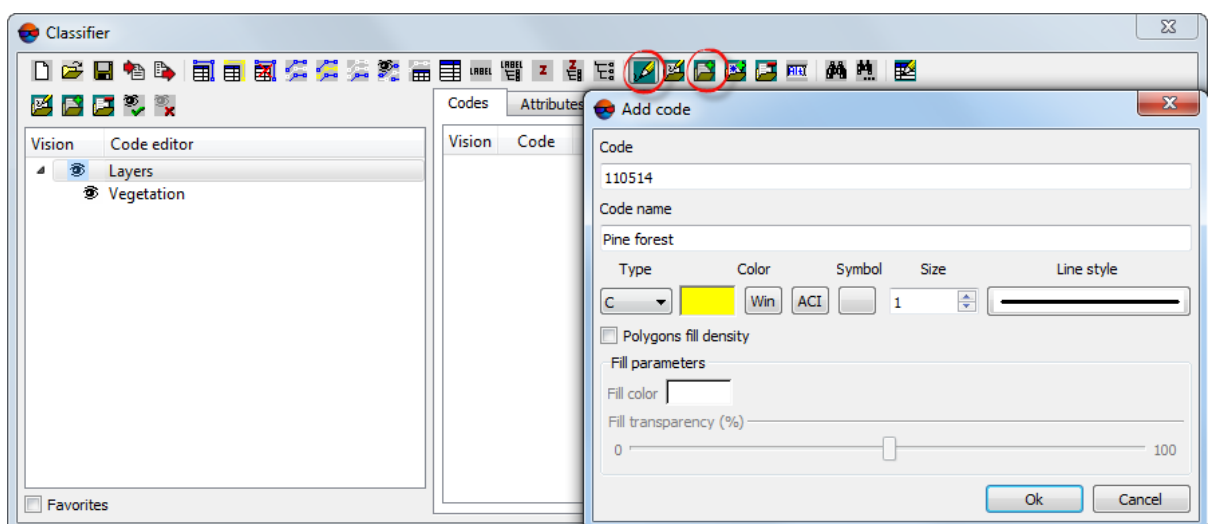 Classifier
LABEL LABEL Z Z
Codes Attributes
Vision Code editor
Layers
Vegetation
Vision Code
Favorites
Add code
Code
110514
Code name
Pine forest
Type Color Symbol Size Line style
C Win ACI 1
Polygons fill density
Fill parameters
Fill color
Fill transparency (%)
0 100
Ok Cancel